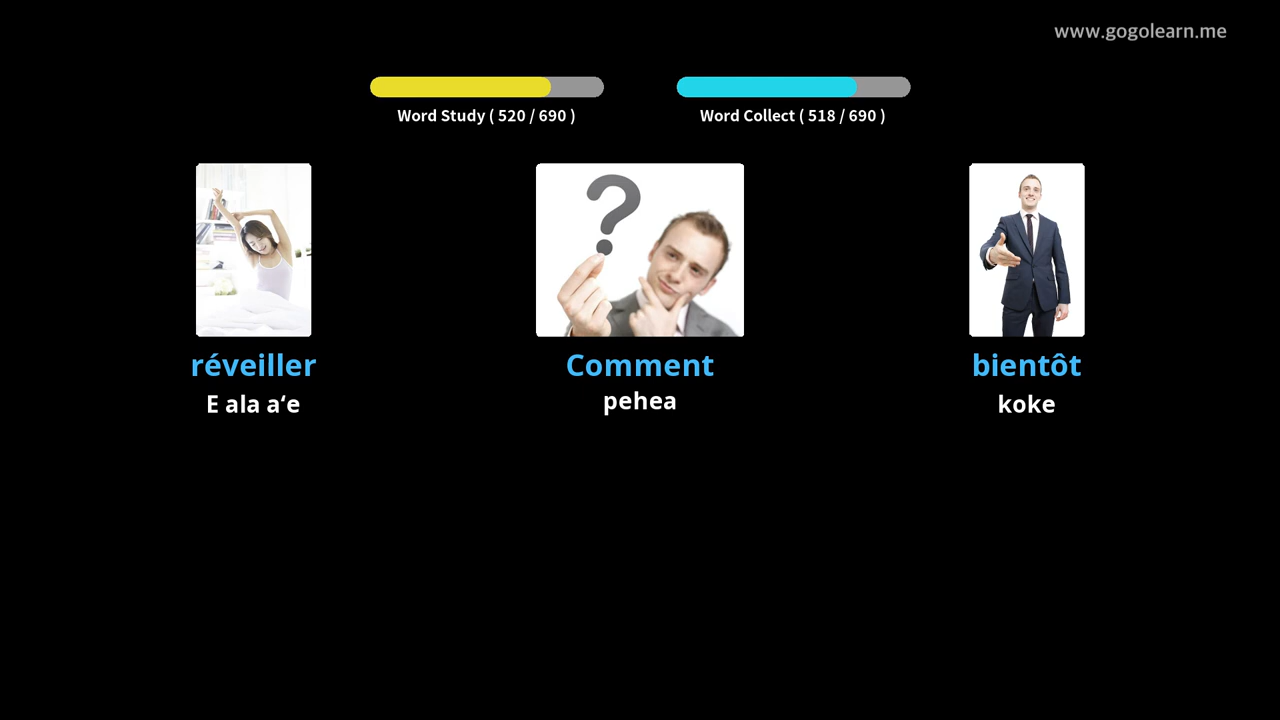 www.gogolearn.me
Word Study ( 520 / 690 )
Word Collect ( 518 / 690 )
réveiller
Comment
bientôt
E ala aʻe
pehea
koke